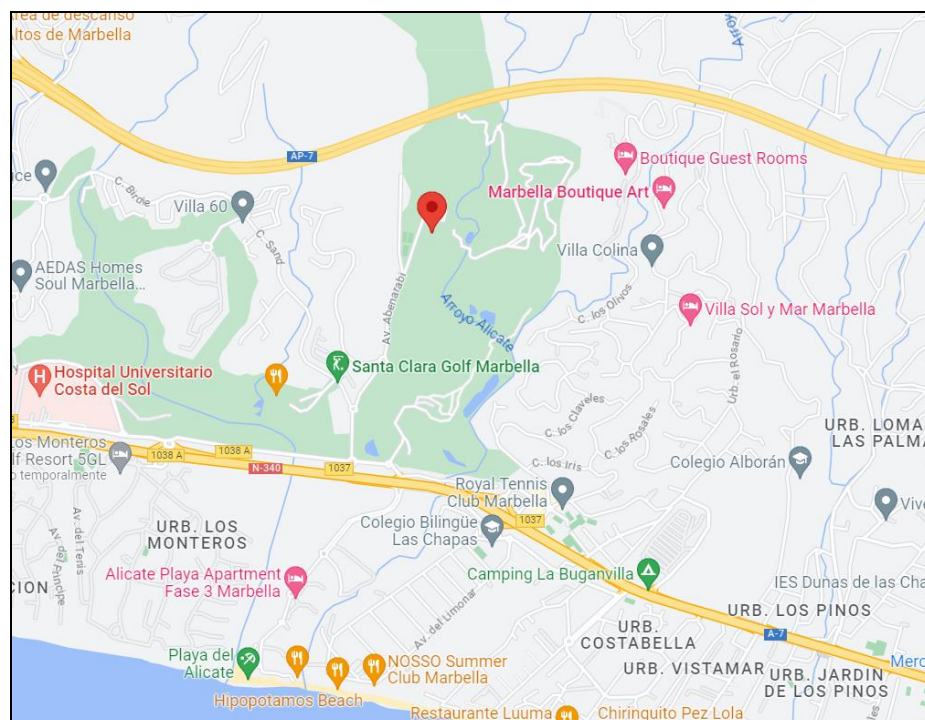 Área de descanso
Altos de Marbella
Arroyo
AP-7
Boutique Guest Rooms
Marbella Boutique Art
C. Birdie
Villa 60
C. Sand
Villa Colina
AEDAS Homes
Soul Marbella...
Av. Abenarabi
Arroyo Alicate
C. los Olivos
Villa Sol y Mar Marbella
Hospital Universitario
Costa del Sol
Santa Clara Golf Marbella
Urb. el Rosario
C. los Claveles
C. los Rosales
URB. LOMA
LAS PALMA
Los Monteros
lf Resort 5GL
o temporalmente
1038 A
1038 A
N-340
1037
C. los Iris
Colegio Alborán
Royal Tennis
Club Marbella
1037
Vive
URB. LOS
MONTEROS
Colegio Bilingüe
Las Chapas
Av. del Tenis
Av. del Príncipe
CION
Alicate Playa Apartment
Fase 3 Marbella
Camping La Buganvilla
IES Dunas de las Cha
Av. del Limonar
URB. LOS PINOS
URB.
COSTABELLA
A-7
Playa del
Alicate
NOSSO Summer
Club Marbella
URB. VISTAMAR
Merc
URB. JARDIN
DE LOS PINOS
Hipopotamos Beach
Restaurante Luuma
Chiringuito Pez Lola